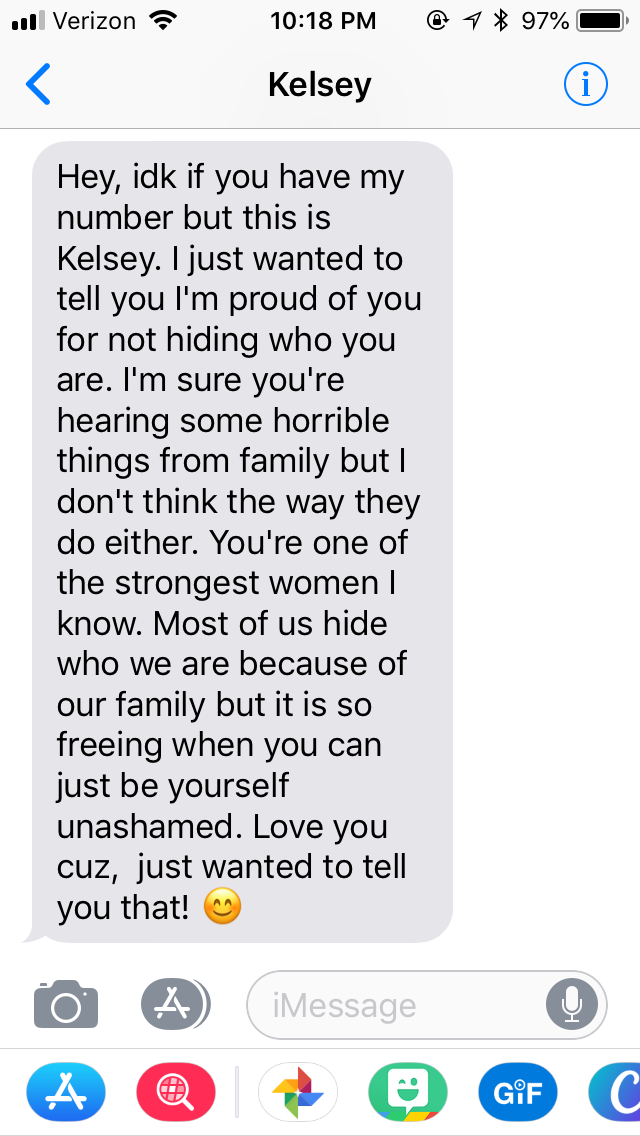 Verizon 10:18 PM 97%
Kelsey
Hey, idk if you have my
number but this is
Kelsey. I just wanted to
tell you I'm proud of you
for not hiding who you
are. I'm sure you're
hearing some horrible
things from family but I
don't think the way they
do either. You're one of
the strongest women I
know. Most of us hide
who we are because of
our family but it is so
freeing when you can
just be yourself
unashamed. Love you
cuz,  just wanted to tell
you that! 😊
iMessage
GIF